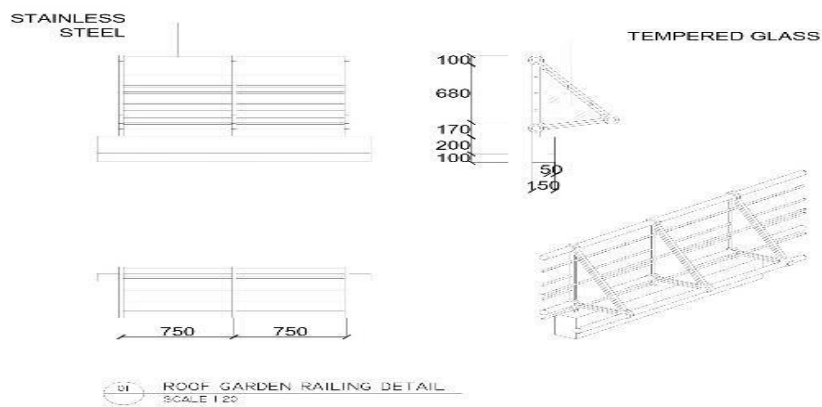 STAINLESS
STEEL
TEMPERED GLASS
100
680
170
200
100
50
150
750 750
01 ROOF GARDEN RAILING DETAIL
SCALE 1:20